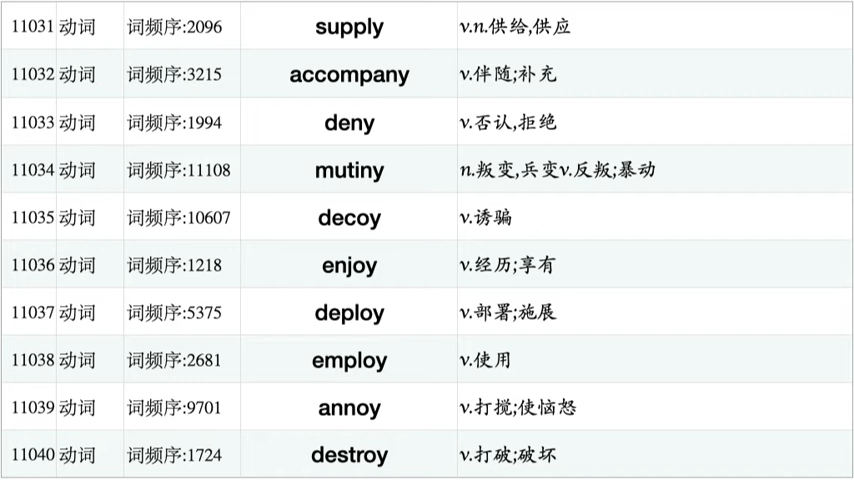 11031 动词 词频序:2096 supply v.n.供给,供应
11032 动词 词频序:3215 accompany v.伴随;补充
11033 动词 词频序:1994 deny v.否认,拒绝
11034 动词 词频序:11108 mutiny n.叛变,兵变v.反叛;暴动
11035 动词 词频序:10607 decoy v.诱骗
11036 动词 词频序:1218 enjoy v.经历;享有
11037 动词 词频序:5375 deploy v.部署;施展
11038 动词 词频序:2681 employ v.使用
11039 动词 词频序:9701 annoy v.打搅;使恼怒
11040 动词 词频序:1724 destroy v.打破;破坏